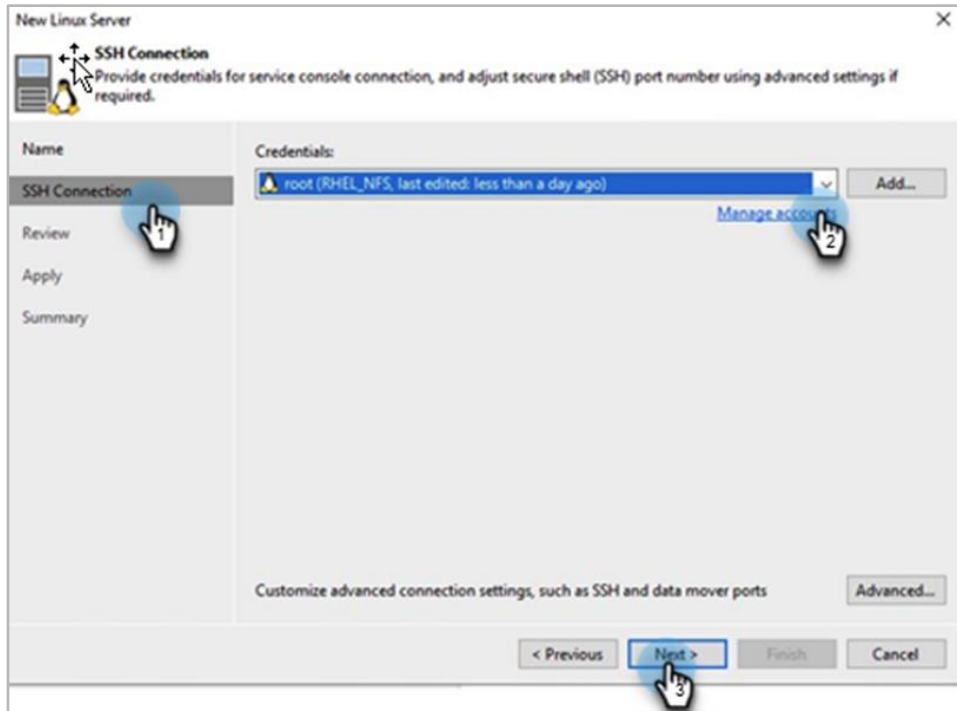 New Linux Server
SSH Connection
Provide credentials for service console connection, and adjust secure shell (SSH) port number using advanced settings if
required.
Name
SSH Connection
1
Review
Apply
Summary
Credentials:
root (RHEL_NFS, last edited: less than a day ago)
Add...
Manage accounts
2
Customize advanced connection settings, such as SSH and data mover ports
Advanced...
< Previous
Next >
Finish
Cancel
3